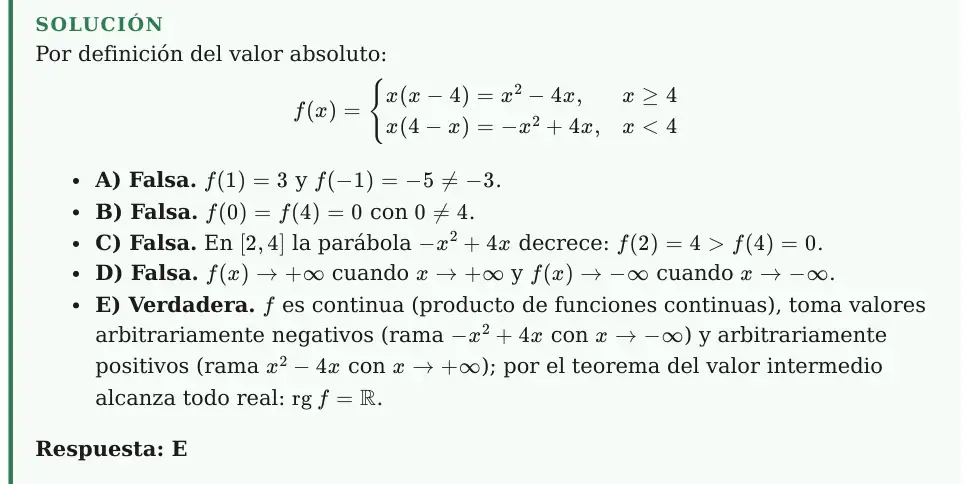 SOLUCIÓN
Por definición del valor absoluto:
f(x) = { x(x − 4) = x² − 4x, x ≥ 4
x(4 − x) = −x² + 4x, x < 4
• A) Falsa. f(1) = 3 y f(−1) = −5 ≠ −3.
• B) Falsa. f(0) = f(4) = 0 con 0 ≠ 4.
• C) Falsa. En [2, 4] la parábola −x² + 4x decrece: f(2) = 4 > f(4) = 0.
• D) Falsa. f(x) → +∞ cuando x → +∞ y f(x) → −∞ cuando x → −∞.
• E) Verdadera. f es continua (producto de funciones continuas), toma valores
arbitrariamente negativos (rama −x² + 4x con x → −∞) y arbitrariamente
positivos (rama x² − 4x con x → +∞); por el teorema del valor intermedio
alcanza todo real: rg f = ℝ.
Respuesta: E